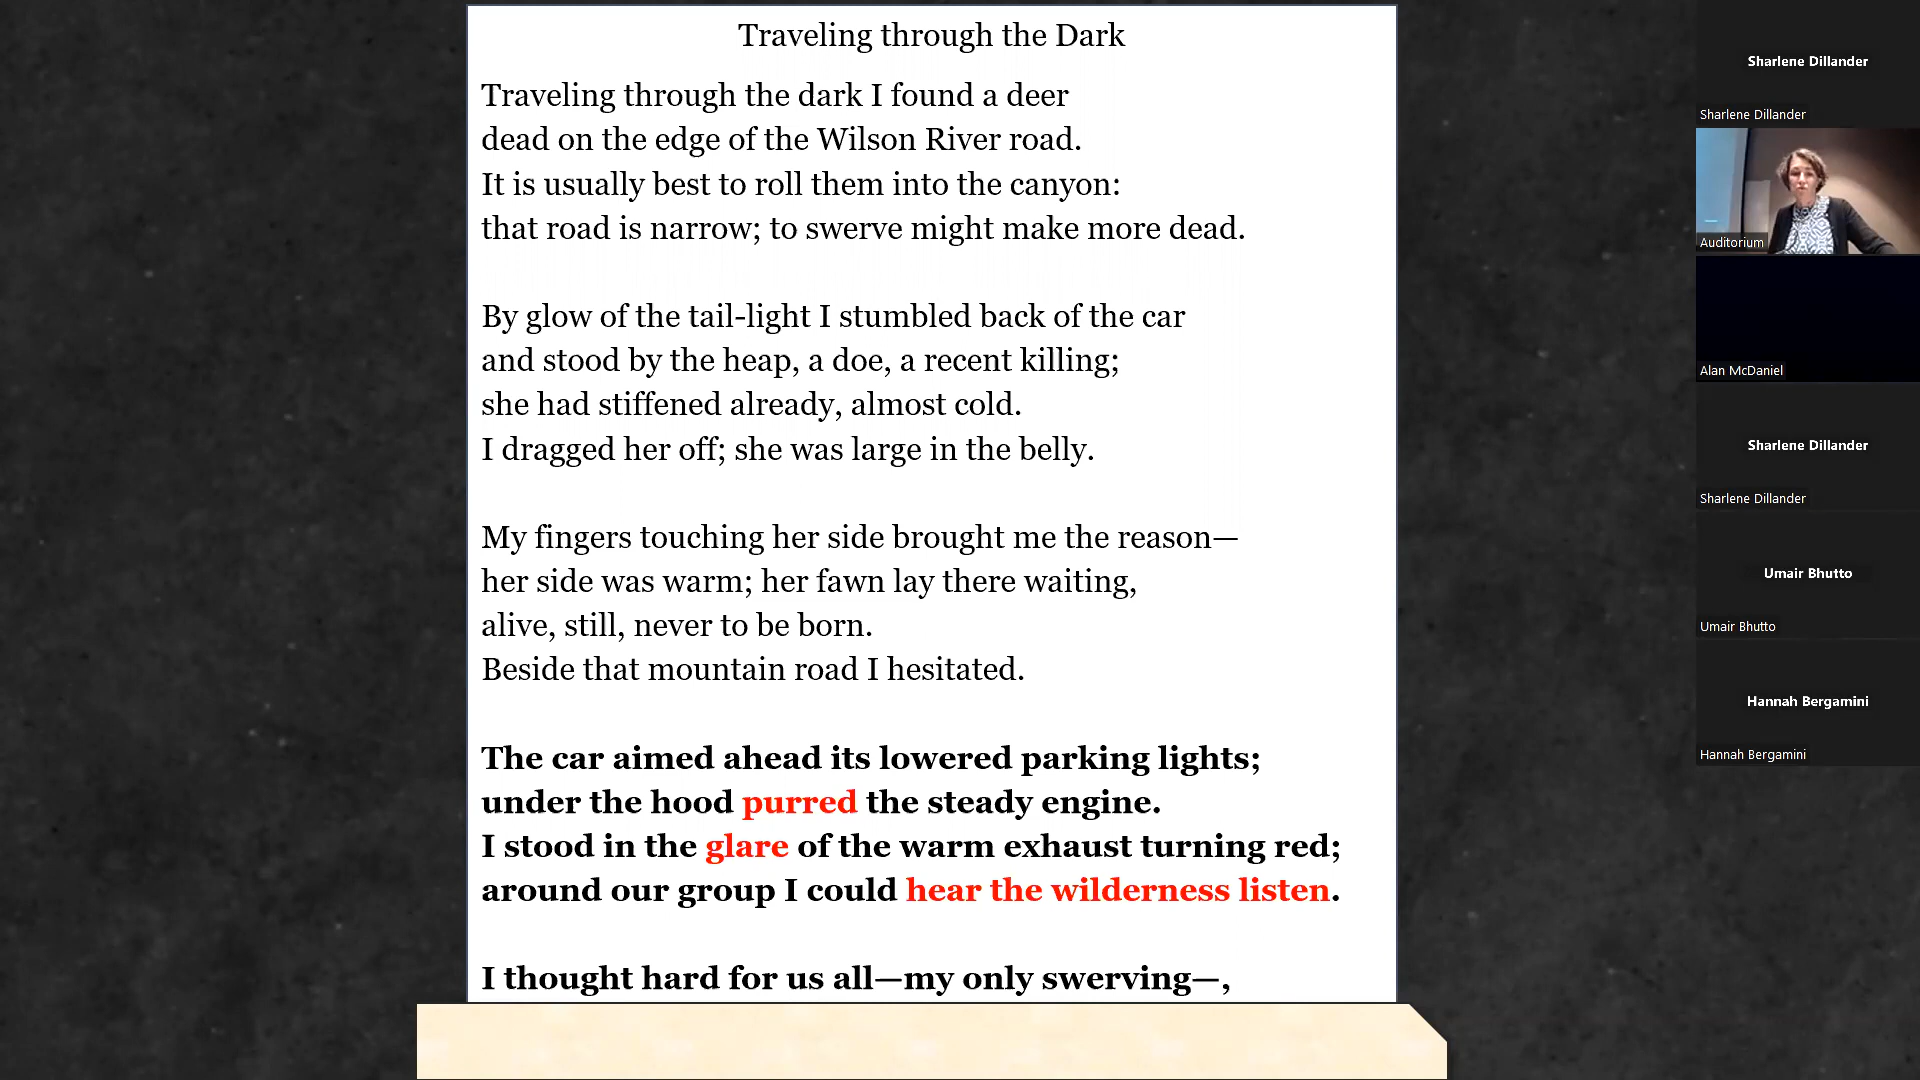 Traveling through the Dark
Traveling through the dark I found a deer
dead on the edge of the Wilson River road.
It is usually best to roll them into the canyon:
that road is narrow; to swerve might make more dead.
By glow of the tail-light I stumbled back of the car
and stood by the heap, a doe, a recent killing;
she had stiffened already, almost cold.
I dragged her off; she was large in the belly.
My fingers touching her side brought me the reason—
her side was warm; her fawn lay there waiting,
alive, still, never to be born.
Beside that mountain road I hesitated.
The car aimed ahead its lowered parking lights;
under the hood purred the steady engine.
I stood in the glare of the warm exhaust turning red;
around our group I could hear the wilderness listen.
I thought hard for us all—my only swerving—,
Sharlene Dillander
Sharlene Dillander
Auditorium
Alan McDaniel
Sharlene Dillander
Sharlene Dillander
Umair Bhutto
Umair Bhutto
Hannah Bergamini
Hannah Bergamini